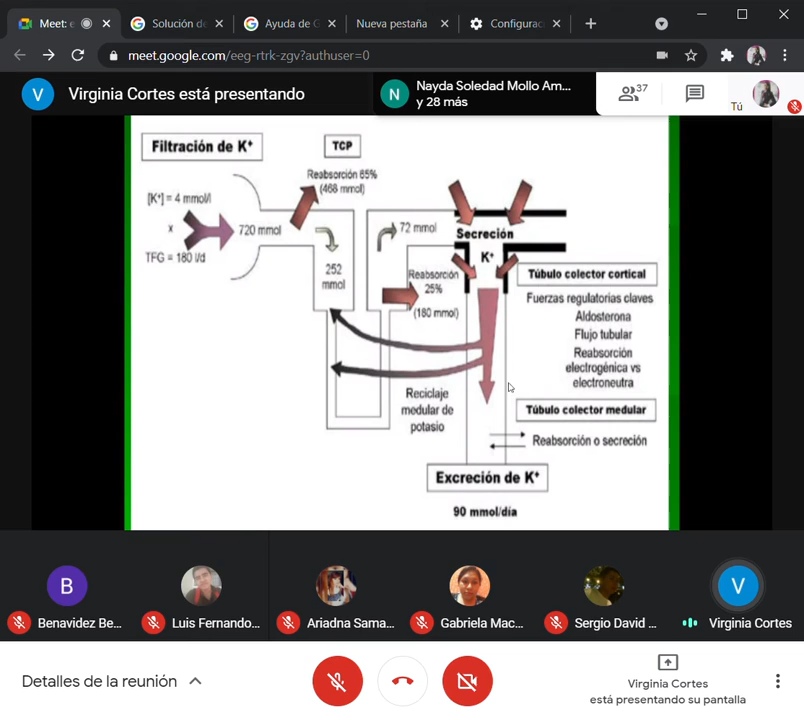 Meet: e
Solución de
Ayuda de G
Nueva pestaña
Configurac
meet.google.com/eeg-rtrk-zgv?authuser=0
V
Virginia Cortes está presentando
N
Nayda Soledad Mollo Am...
y 28 más
37
Tú
Filtración de K⁺
TCP
Reabsorción 65%
(468 mmol)
[K⁺] = 4 mmol/l
x
TFG = 180 l/d
720 mmol
252
mmol
72 mmol
Reabsorción
25%
(180 mmol)
Secreción
K⁺
Túbulo colector cortical
Fuerzas regulatorias claves
Aldosterona
Flujo tubular
Reabsorción
electrogénica vs
electroneutra
Reciclaje
medular de
potasio
Túbulo colector medular
Reabsorción o secreción
Excreción de K⁺
90 mmol/día
B
V
Benavidez Be...
Luis Fernando...
Ariadna Sama...
Gabriela Mac...
Sergio David ...
Virginia Cortes
Detalles de la reunión
Virginia Cortes
está presentando su pantalla